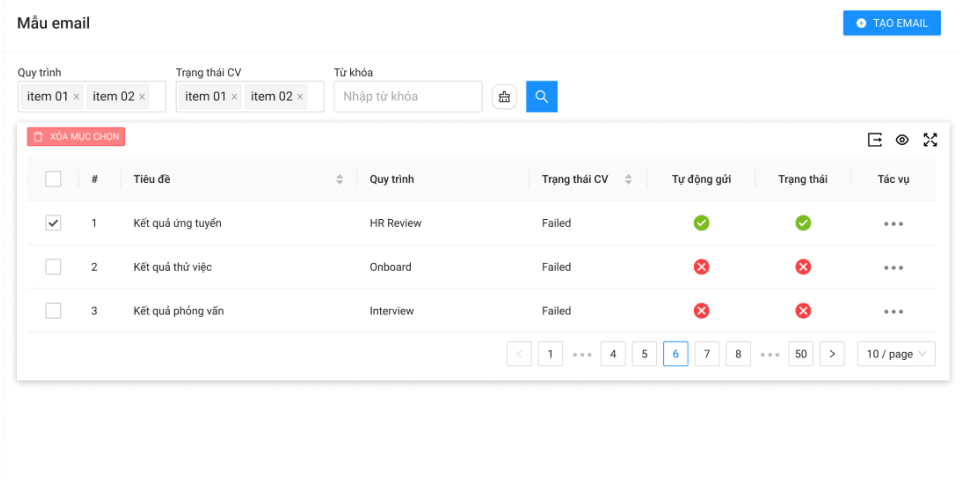 Mẫu email
TẠO EMAIL
Quy trình
Trạng thái CV
Từ khóa
item 01 × item 02 ×
item 01 × item 02 ×
Nhập từ khóa
XÓA MỤC CHỌN
# Tiêu đề Quy trình Trạng thái CV Tự động gửi Trạng thái Tác vụ
1 Kết quả ứng tuyển HR Review Failed •••
2 Kết quả thử việc Onboard Failed •••
3 Kết quả phỏng vấn Interview Failed •••
< 1 ••• 4 5 6 7 8 ••• 50 > 10 / page